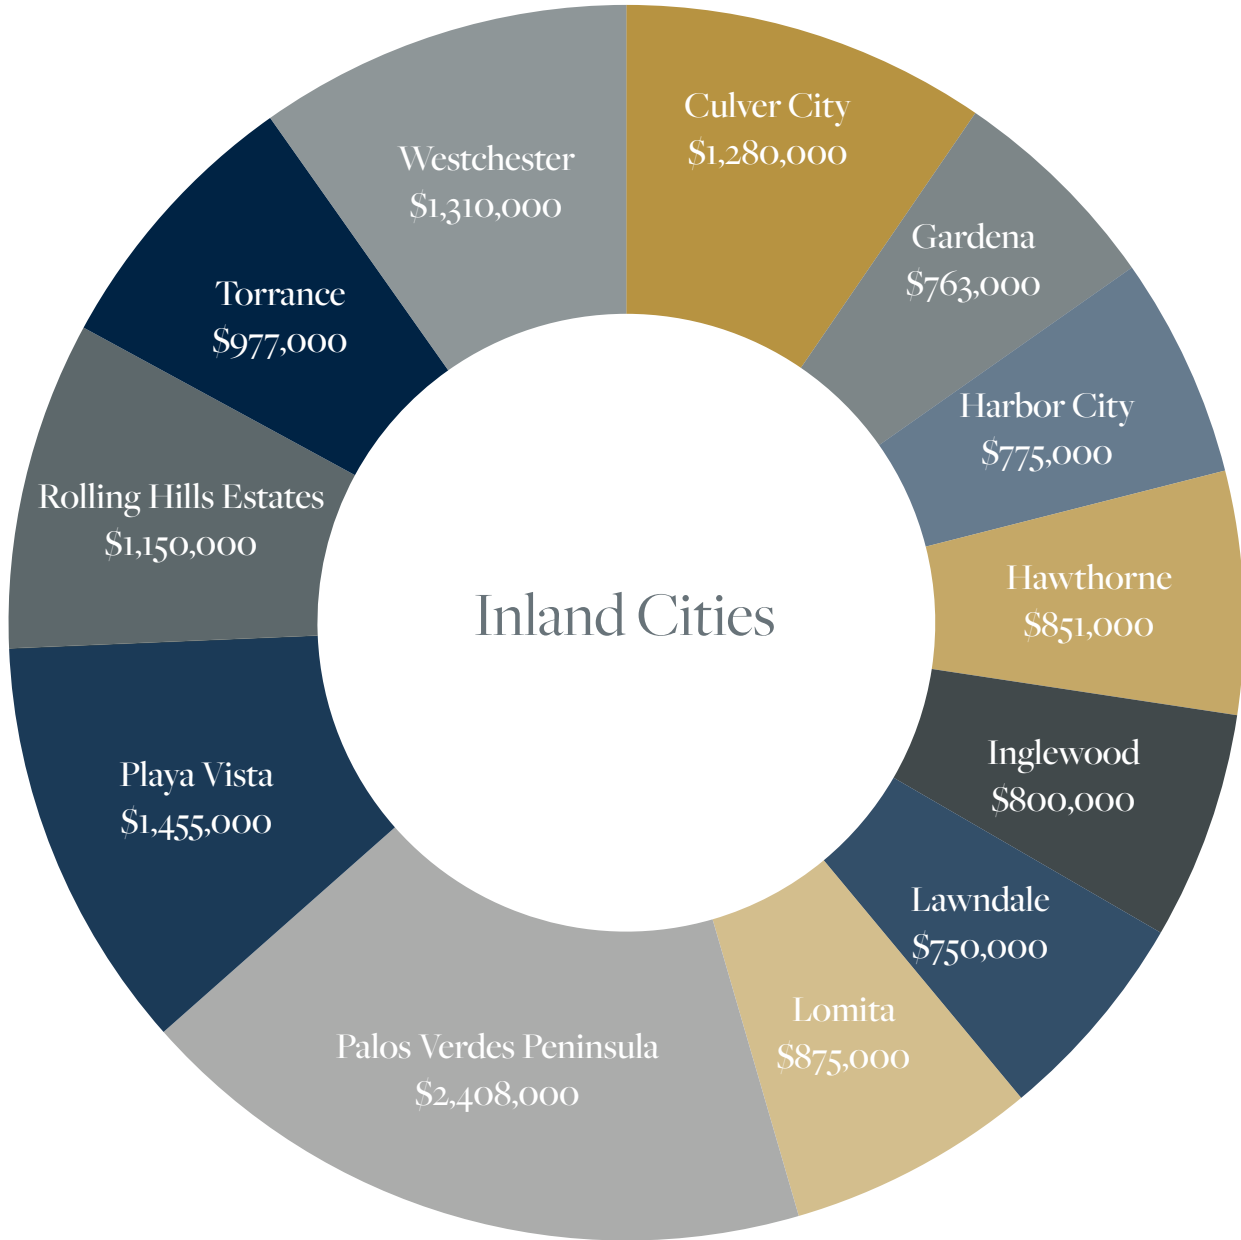 Culver City
$1,280,000
Gardena
$763,000
Harbor City
$775,000
Hawthorne
$851,000
Inglewood
$800,000
Lawndale
$750,000
Lomita
$875,000
Palos Verdes Peninsula
$2,408,000
Playa Vista
$1,455,000
Rolling Hills Estates
$1,150,000
Torrance
$977,000
Westchester
$1,310,000
Inland Cities